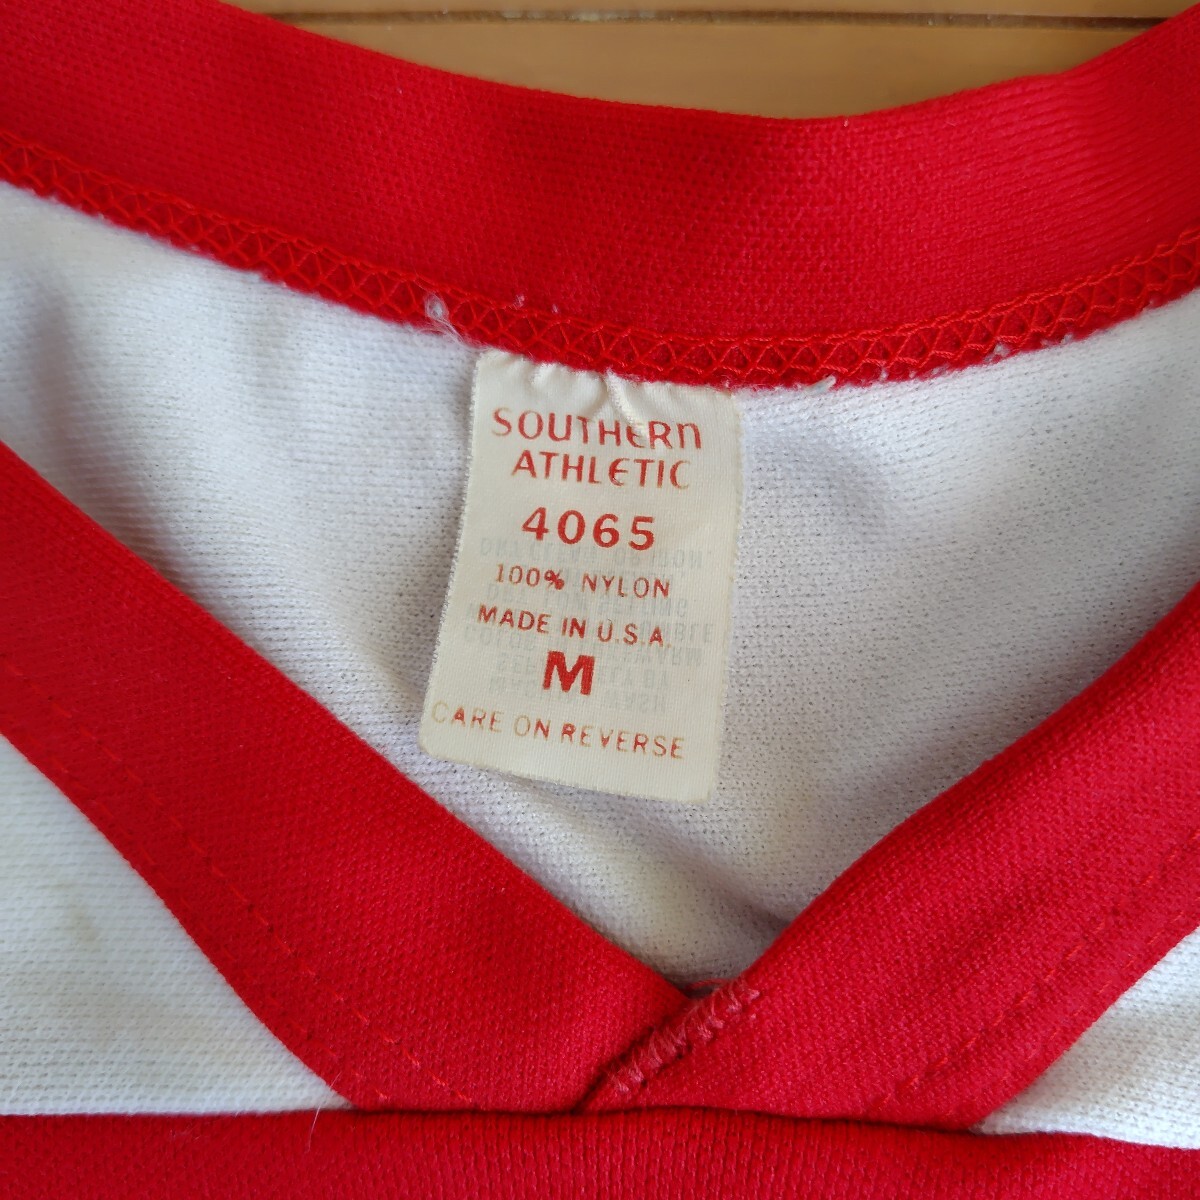 SOUTHERN
ATHLETIC
4065
100% NYLON
MADE IN U.S.A.
M
CARE ON REVERSE